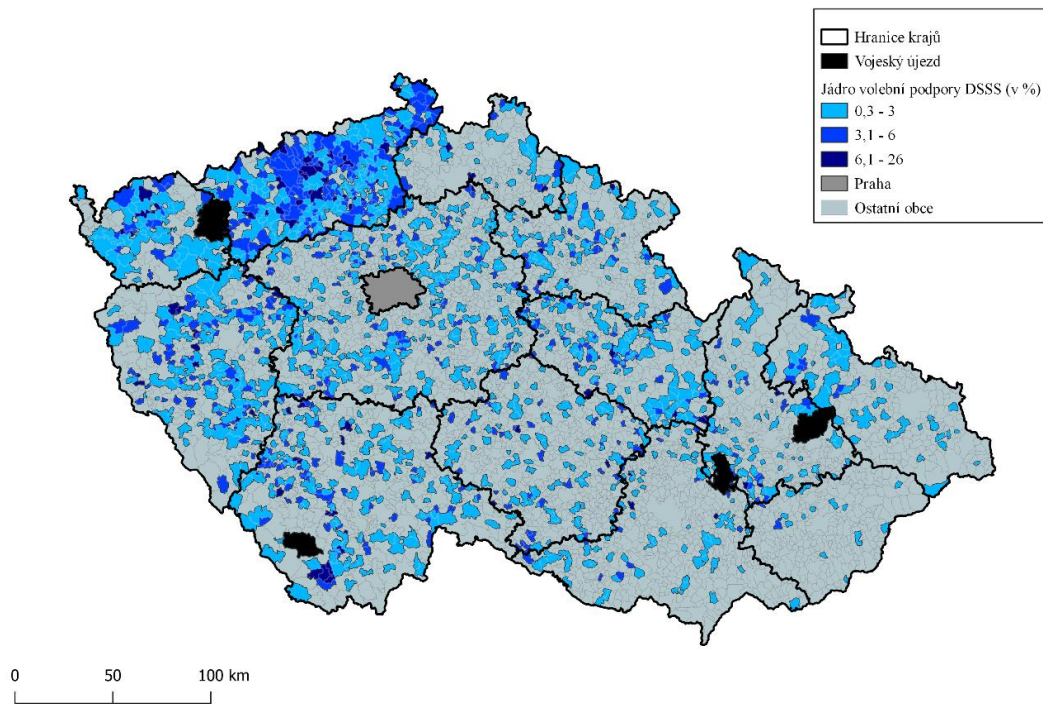 Hranice krajů
Vojeský újezd
Jádro volební podpory DSSS (v %)
0,3 - 3
3,1 - 6
6,1 - 26
Praha
Ostatní obce
0 50 100 km